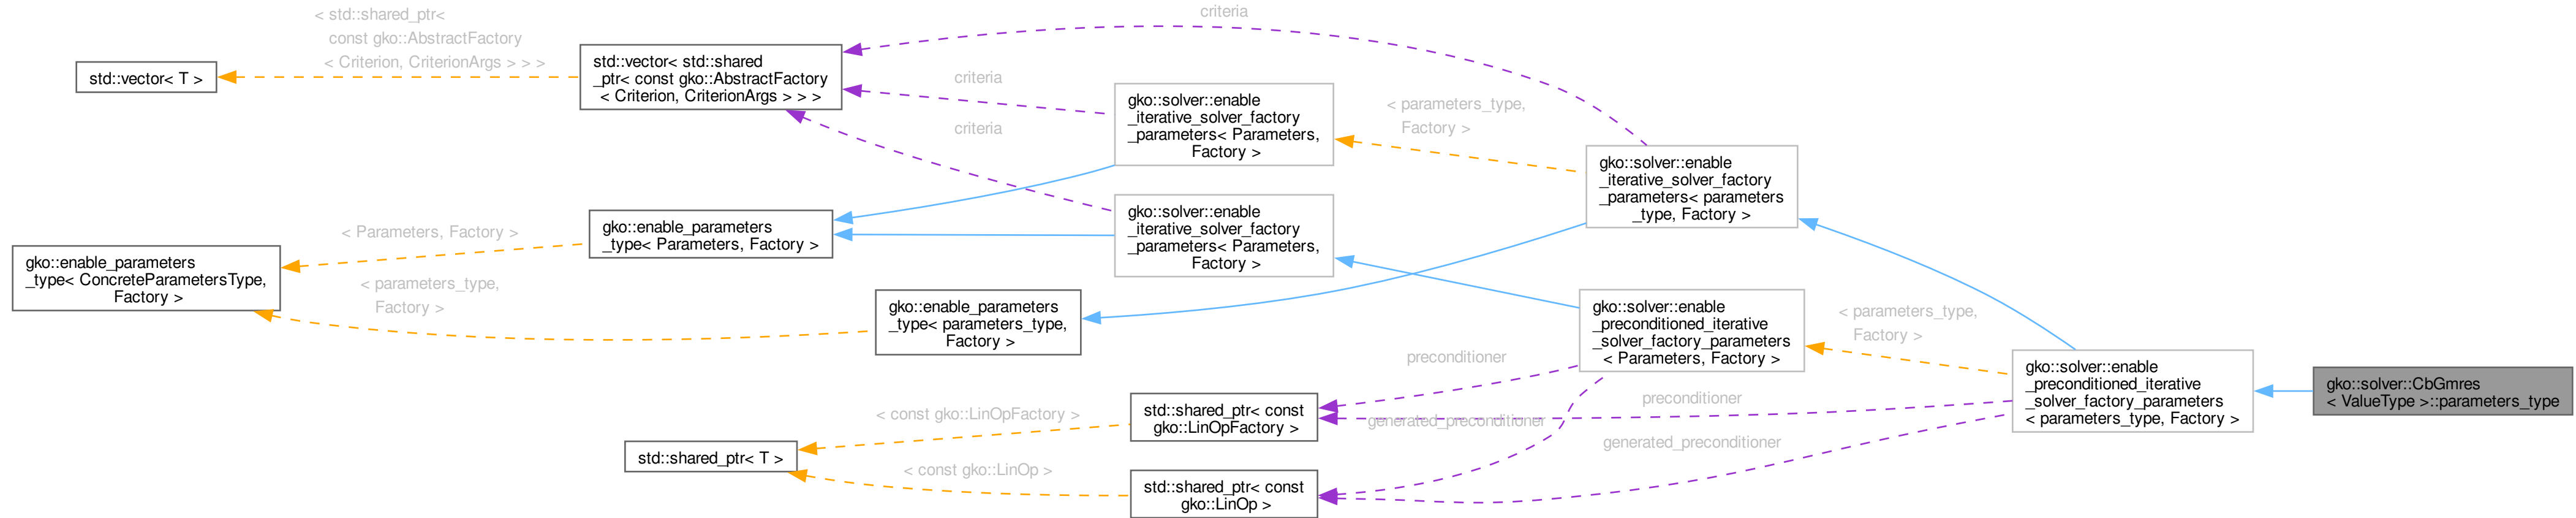 std::vector< T >
< std::shared_ptr<
const gko::AbstractFactory
< Criterion, CriterionArgs > > >
std::vector< std::shared
_ptr< const gko::AbstractFactory
< Criterion, CriterionArgs > > >
criteria
criteria
criteria
gko::solver::enable
_iterative_solver_factory
_parameters< Parameters,
Factory >
< parameters_type,
Factory >
gko::solver::enable
_iterative_solver_factory
_parameters< parameters
_type, Factory >
gko::enable_parameters
_type< ConcreteParametersType,
Factory >
< Parameters, Factory >
< parameters_type,
Factory >
gko::enable_parameters
_type< Parameters, Factory >
gko::solver::enable
_iterative_solver_factory
_parameters< Parameters,
Factory >
gko::enable_parameters
_type< parameters_type,
Factory >
gko::solver::enable
_preconditioned_iterative
_solver_factory_parameters
< Parameters, Factory >
< parameters_type,
Factory >
gko::solver::enable
_preconditioned_iterative
_solver_factory_parameters
< parameters_type, Factory >
gko::solver::CbGmres
< ValueType >::parameters_type
preconditioner
preconditioner
generated_preconditioner
generated_preconditioner
std::shared_ptr< const
gko::LinOpFactory >
< const gko::LinOpFactory >
std::shared_ptr< T >
< const gko::LinOp >
std::shared_ptr< const
gko::LinOp >